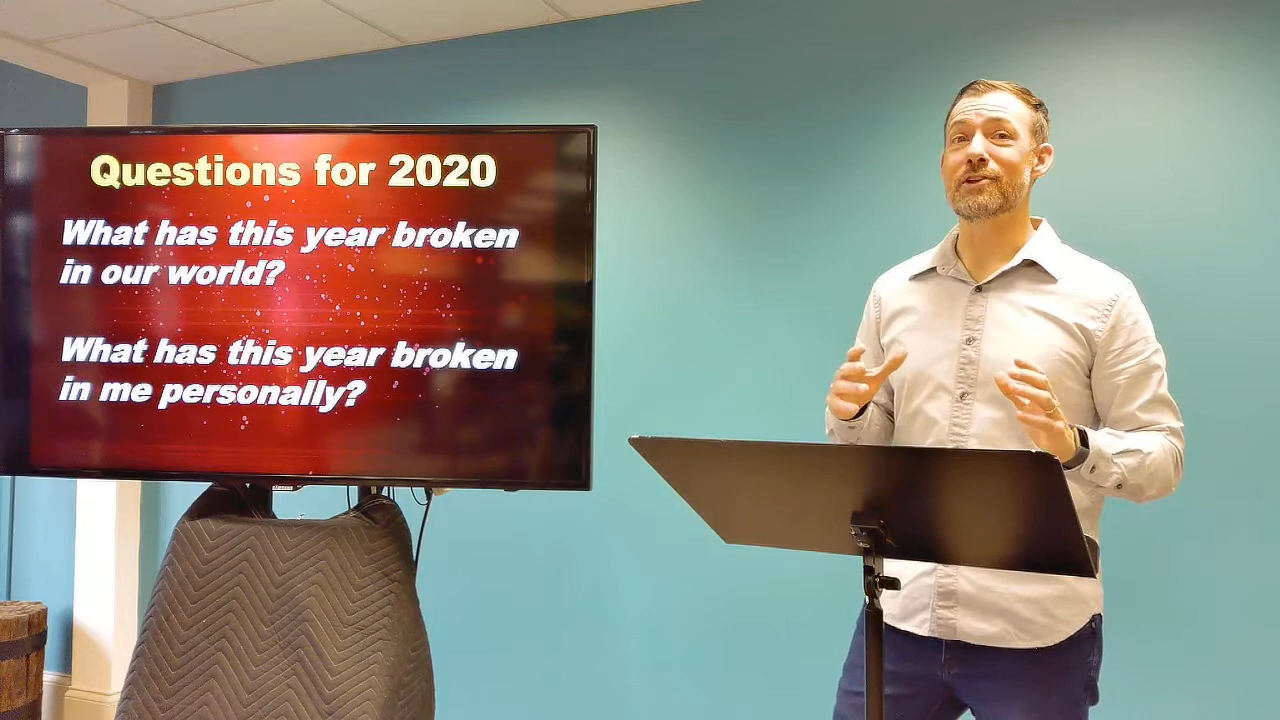 Questions for 2020
What has this year broken
in our world?
What has this year broken
in me personally?